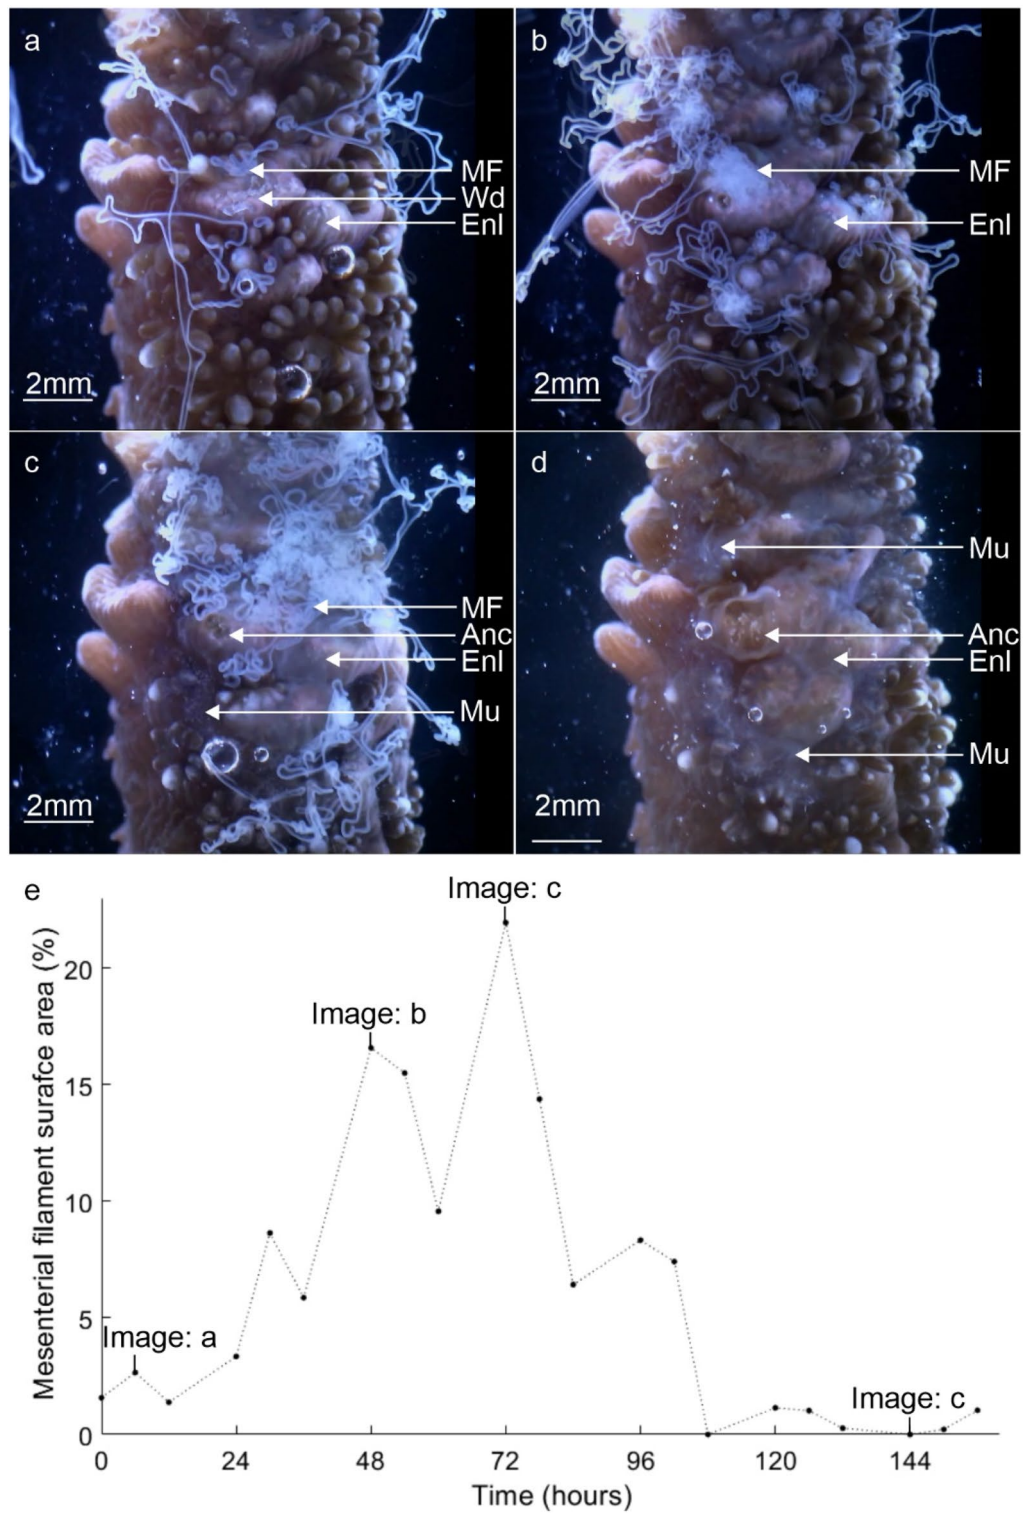 a
MF
Wd
Enl
2mm
b
MF
Enl
2mm
c
MF
Anc
Enl
Mu
2mm
d
Mu
Anc
Enl
Mu
2mm
e
Image: c
Image: b
Image: a
Image: c
Mesenterial filament surafce area (%)
20
15
10
5
0
0 24 48 72 96 120 144
Time (hours)